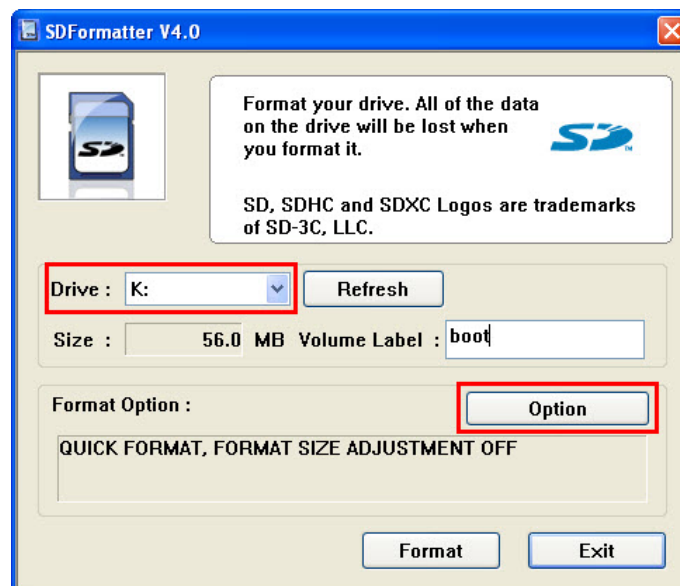 SDFormatter V4.0
Format your drive. All of the data
on the drive will be lost when
you format it.
SD, SDHC and SDXC Logos are trademarks
of SD-3C, LLC.
Drive : K: Refresh
Size : 56.0 MB Volume Label : boot
Format Option :
Option
QUICK FORMAT, FORMAT SIZE ADJUSTMENT OFF
Format Exit